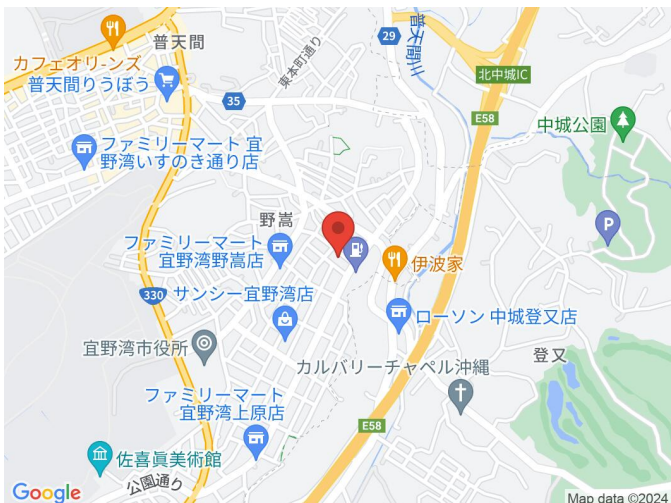 普天間
カフェオリーンズ
普天間りうぼう
東本町通り
29
普天間川
北中城IC
35
E58
中城公園
ファミリーマート 宜
野湾いすのき通り店
野嵩
P
ファミリーマート
宜野湾野嵩店
伊波家
330
サンシー宜野湾店
ローソン 中城登又店
宜野湾市役所
登又
カルバリーチャペル沖縄
ファミリーマート
宜野湾上原店
E58
佐喜眞美術館
公園通り
Google
Map data ©2024